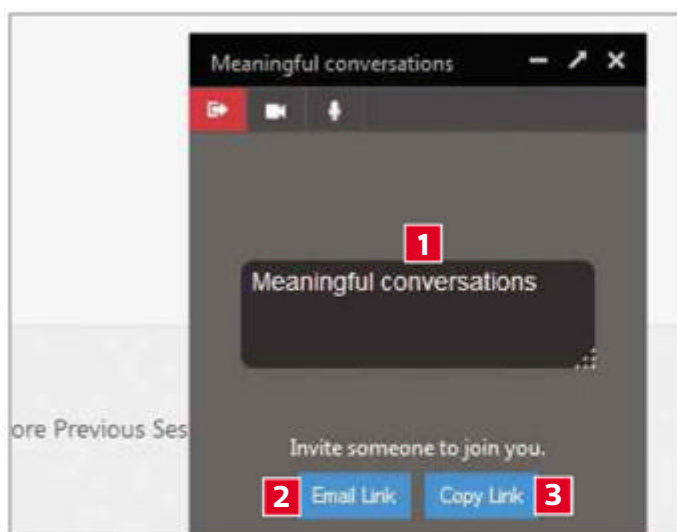 Meaningful conversations
1
Meaningful conversations
ore Previous Ses
Invite someone to join you.
2 Email Link Copy Link 3